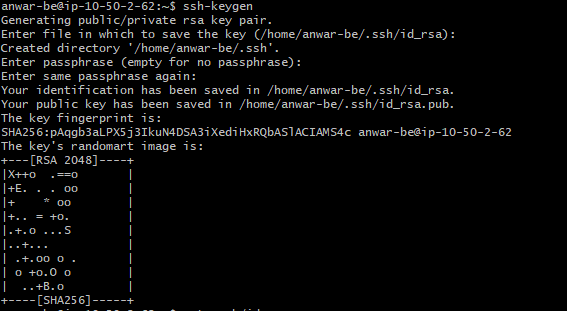 anwar-be@ip-10-50-2-62:~$ ssh-keygen
Generating public/private rsa key pair.
Enter file in which to save the key (/home/anwar-be/.ssh/id_rsa):
Created directory '/home/anwar-be/.ssh'.
Enter passphrase (empty for no passphrase):
Enter same passphrase again:
Your identification has been saved in /home/anwar-be/.ssh/id_rsa.
Your public key has been saved in /home/anwar-be/.ssh/id_rsa.pub.
The key fingerprint is:
SHA256:pAqgb3aLPX5j3IkuN4DSA3iXediHxRQbASlACIAMS4c anwar-be@ip-10-50-2-62
The key's randomart image is:
+---[RSA 2048]----+
|X++o  .==o       |
|+E. . . oo       |
|+    * oo        |
|+.. = +o.        |
|.+.o ...S        |
|..+...           |
| .+.oo o .       |
| o +o.O o        |
|  ..+B.o         |
+----[SHA256]-----+